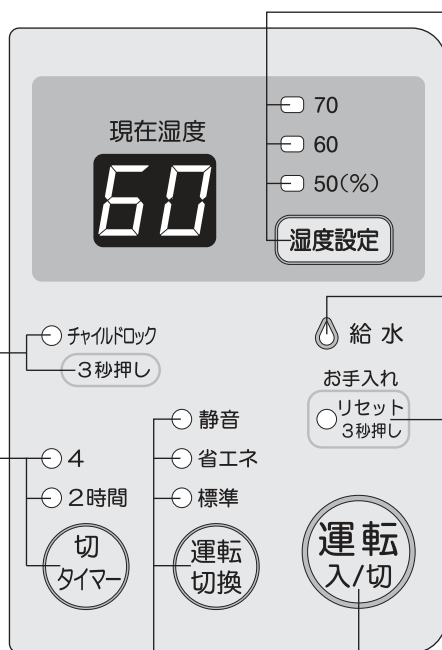 現在湿度
60
70
60
50(%)
湿度設定
チャイルドロック
3秒押し
給水
お手入れ
リセット
3秒押し
静音
省エネ
標準
4
2時間
切
タイマー
運転
切換
運転
入/切